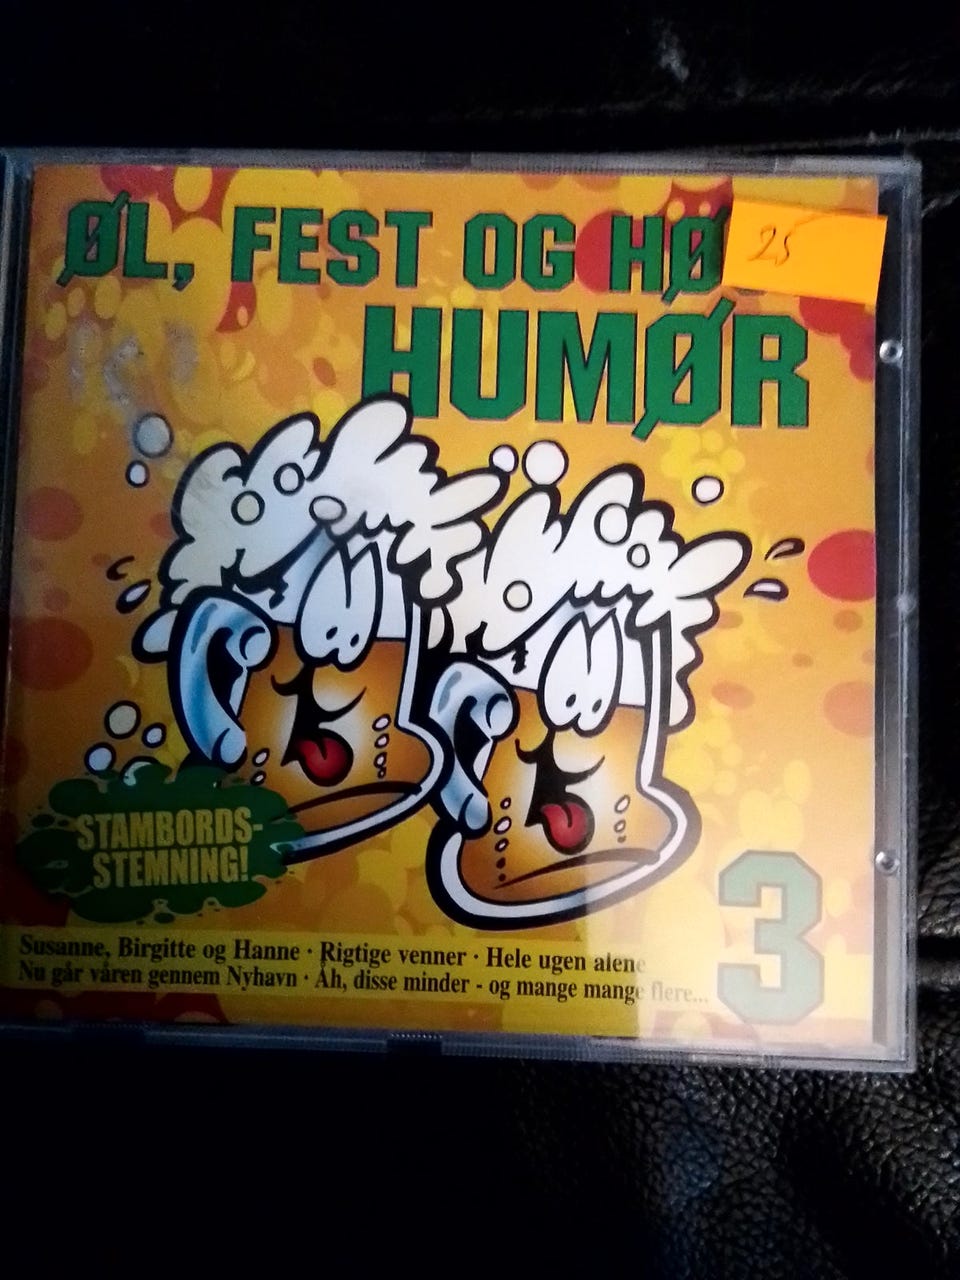 ØL, FEST OG HØ
25
HUMØR
STAMBORDS-
STEMNING!
3
Susanne, Birgitte og Hanne · Rigtige venner · Hele ugen alene
Nu går våren gennem Nyhavn · Åh, disse minder - og mange mange flere...